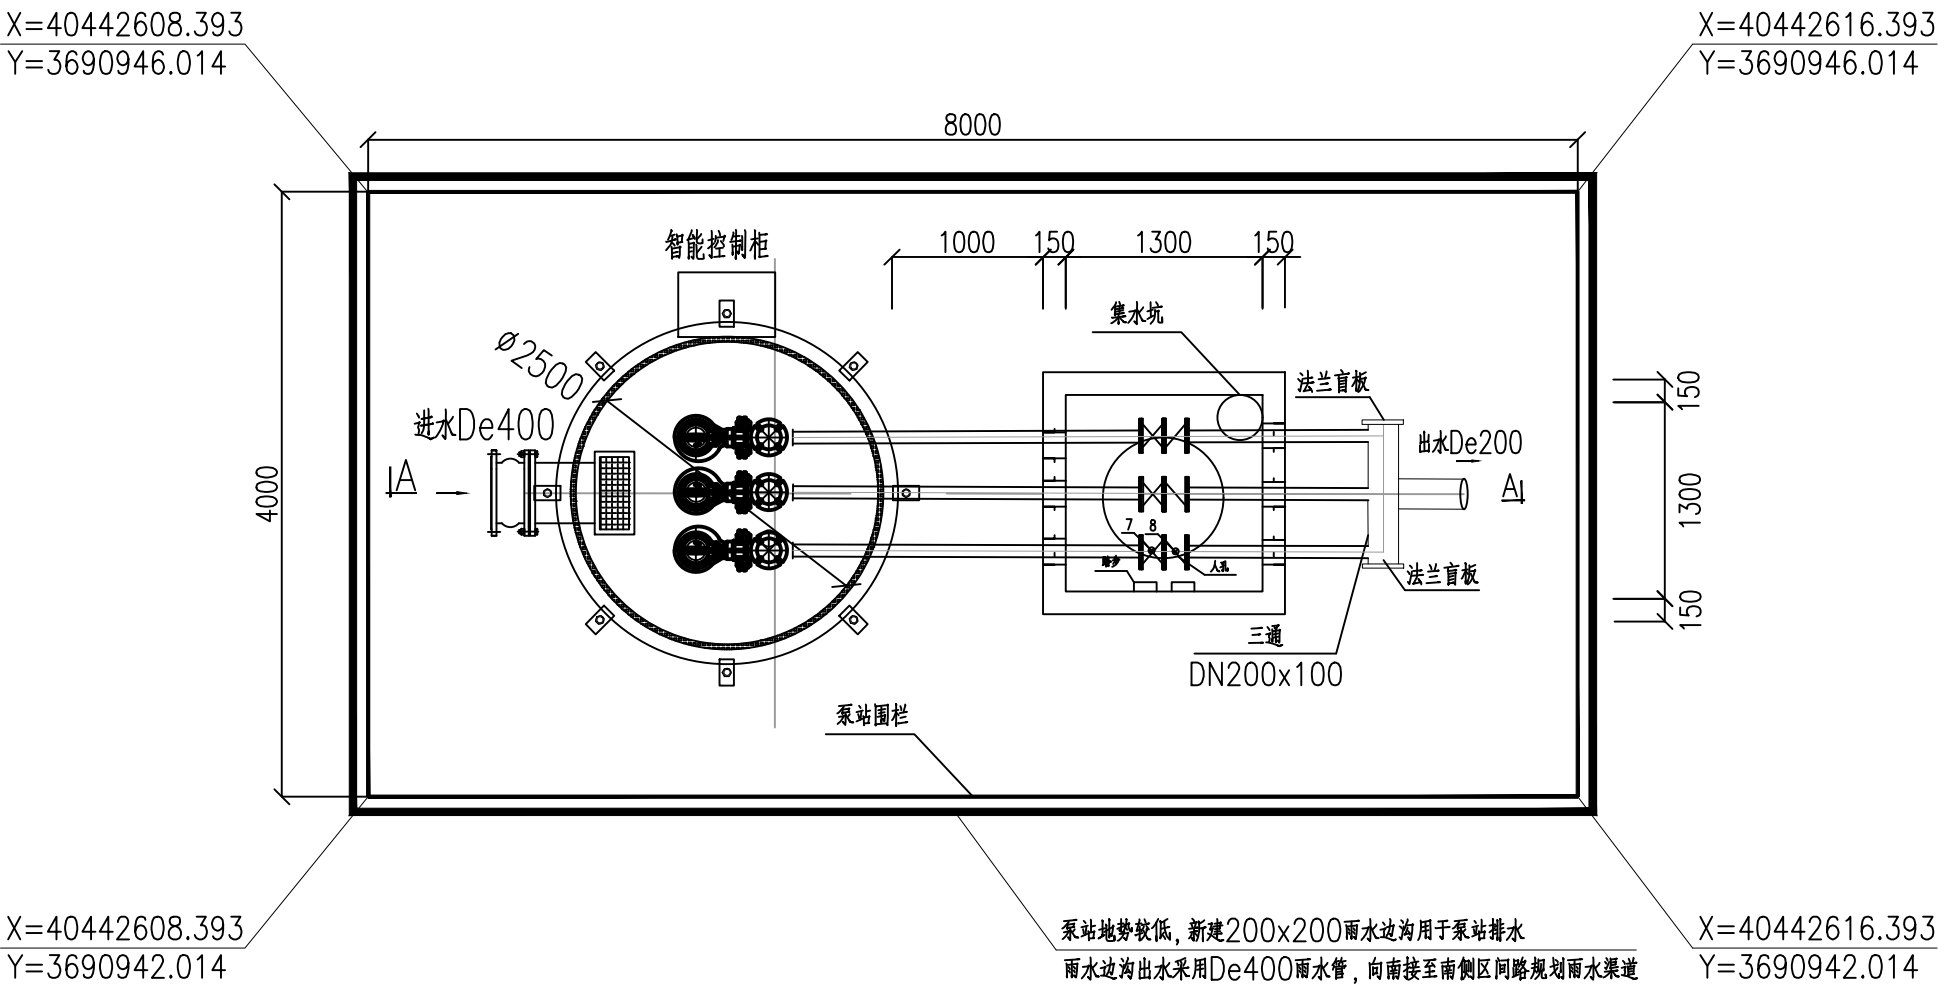 X=40442608.393
Y=3690946.014
X=40442616.393
Y=3690946.014
8000
智能控制柜
1000
150
1300
150
集水坑
ø2500
法兰盲板
150
进水De400
出水De200
A
A
4000
1300
7
8
踏步
人孔
法兰盲板
150
三通
DN200x100
泵站围栏
X=40442608.393
Y=3690942.014
泵站地势较低，新建200x200雨水边沟用于泵站排水
雨水边沟出水采用De400雨水管，向南接至南侧区间路规划雨水渠道
X=40442616.393
Y=3690942.014